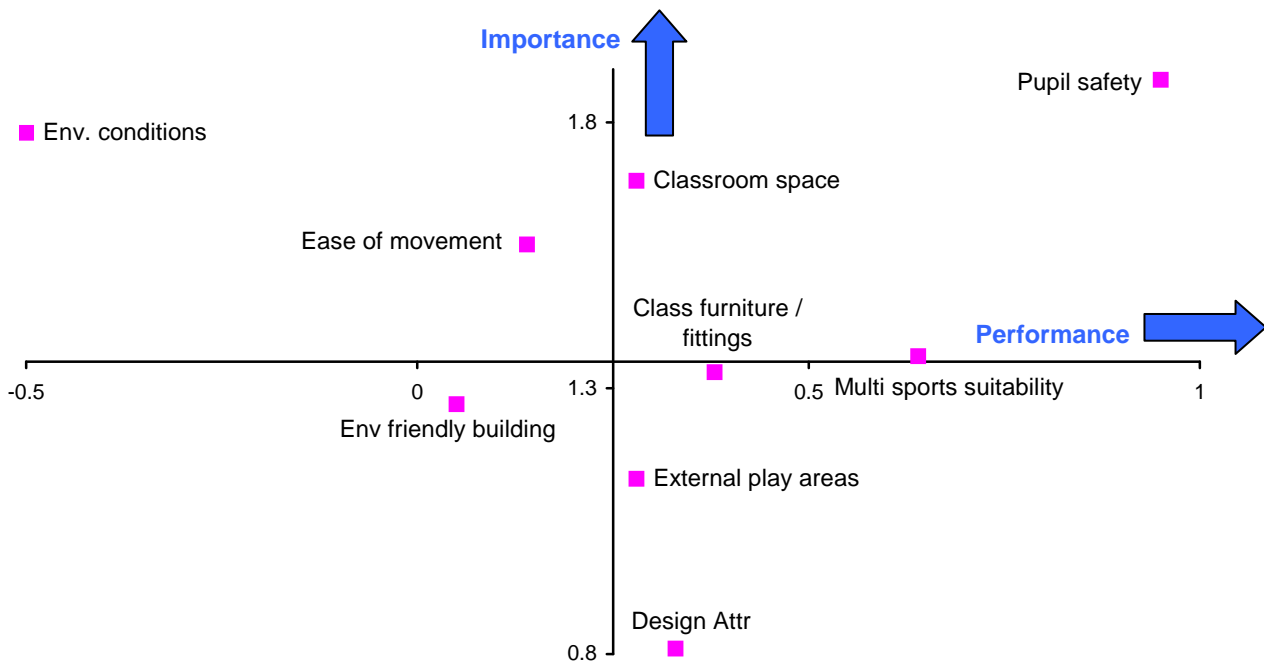 Importance
Pupil safety
1.8
Env. conditions
Classroom space
Ease of movement
Class furniture /
fittings
Performance
-0.5
0
1.3
0.5
1
Multi sports suitability
Env friendly building
External play areas
Design Attr
0.8